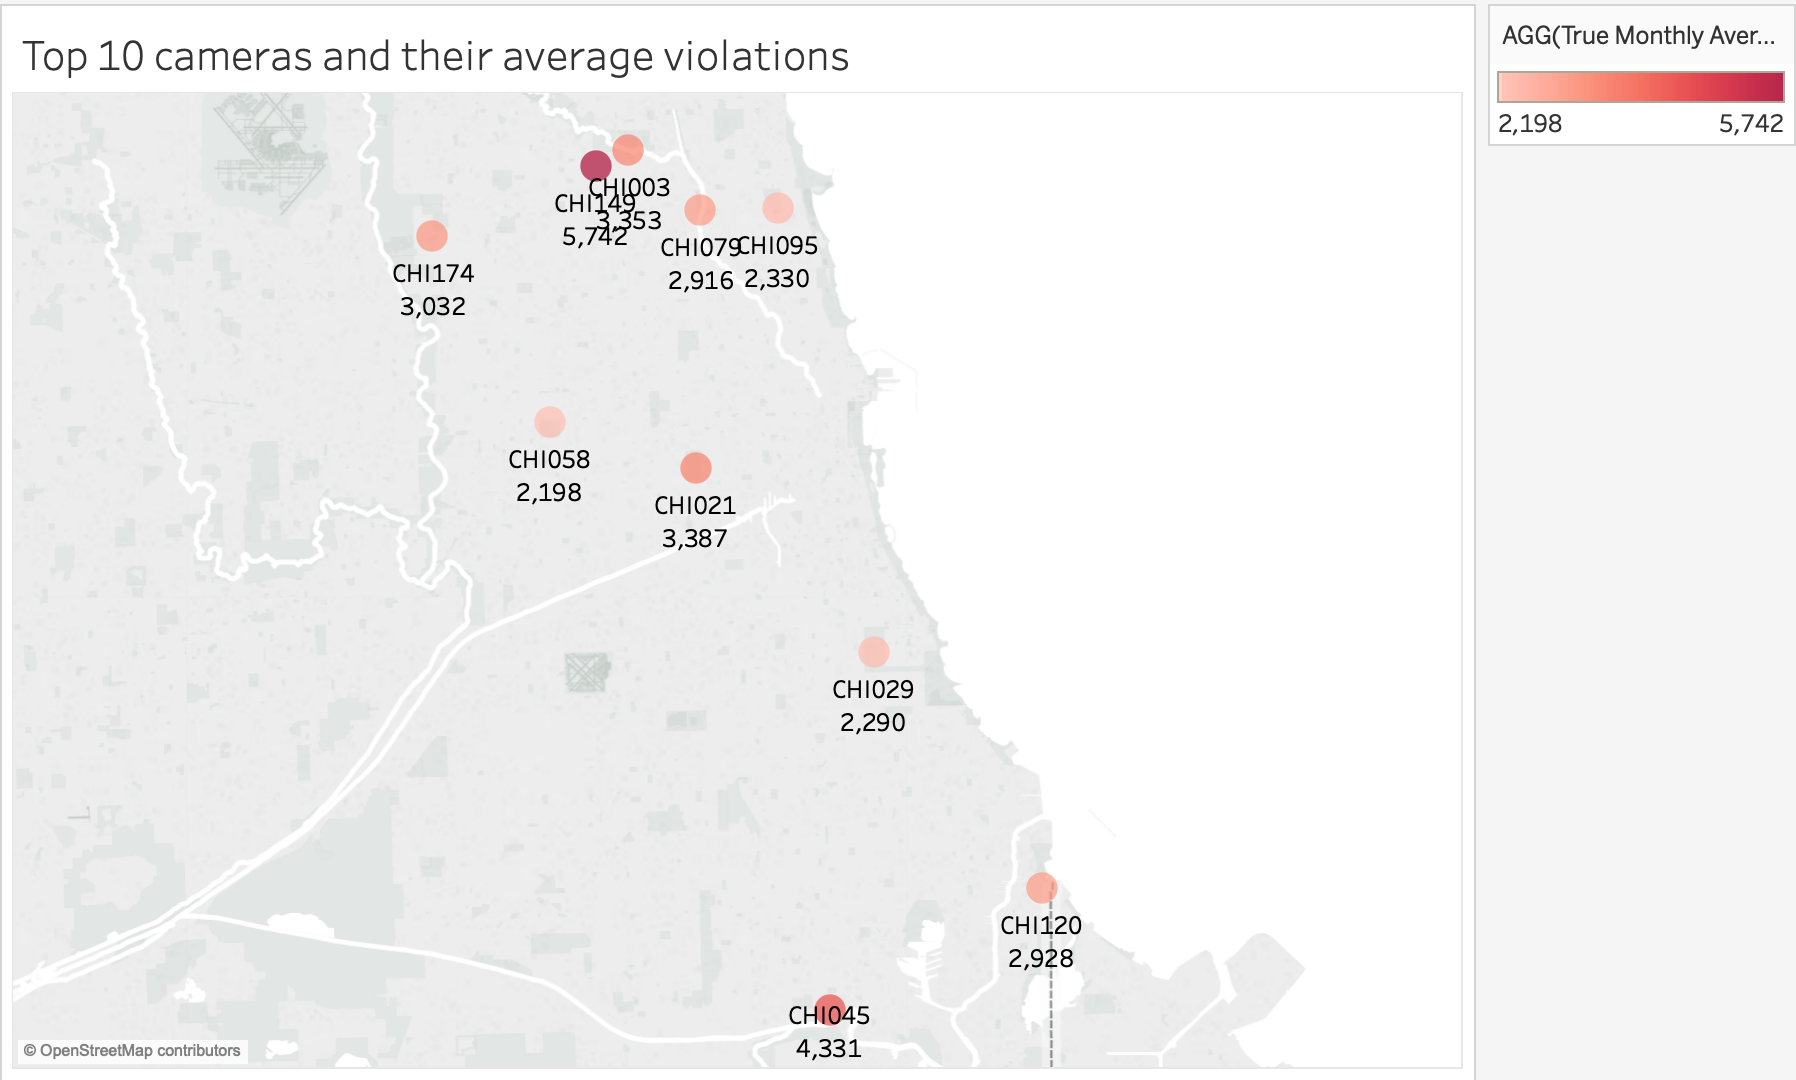 Top 10 cameras and their average violations
AGG(True Monthly Aver...
2,198
5,742
CHI003
3,353
CHI149
5,742
CHI079
2,916
CHI095
2,330
CHI174
3,032
CHI058
2,198
CHI021
3,387
CHI029
2,290
CHI120
2,928
CHI045
4,331
© OpenStreetMap contributors